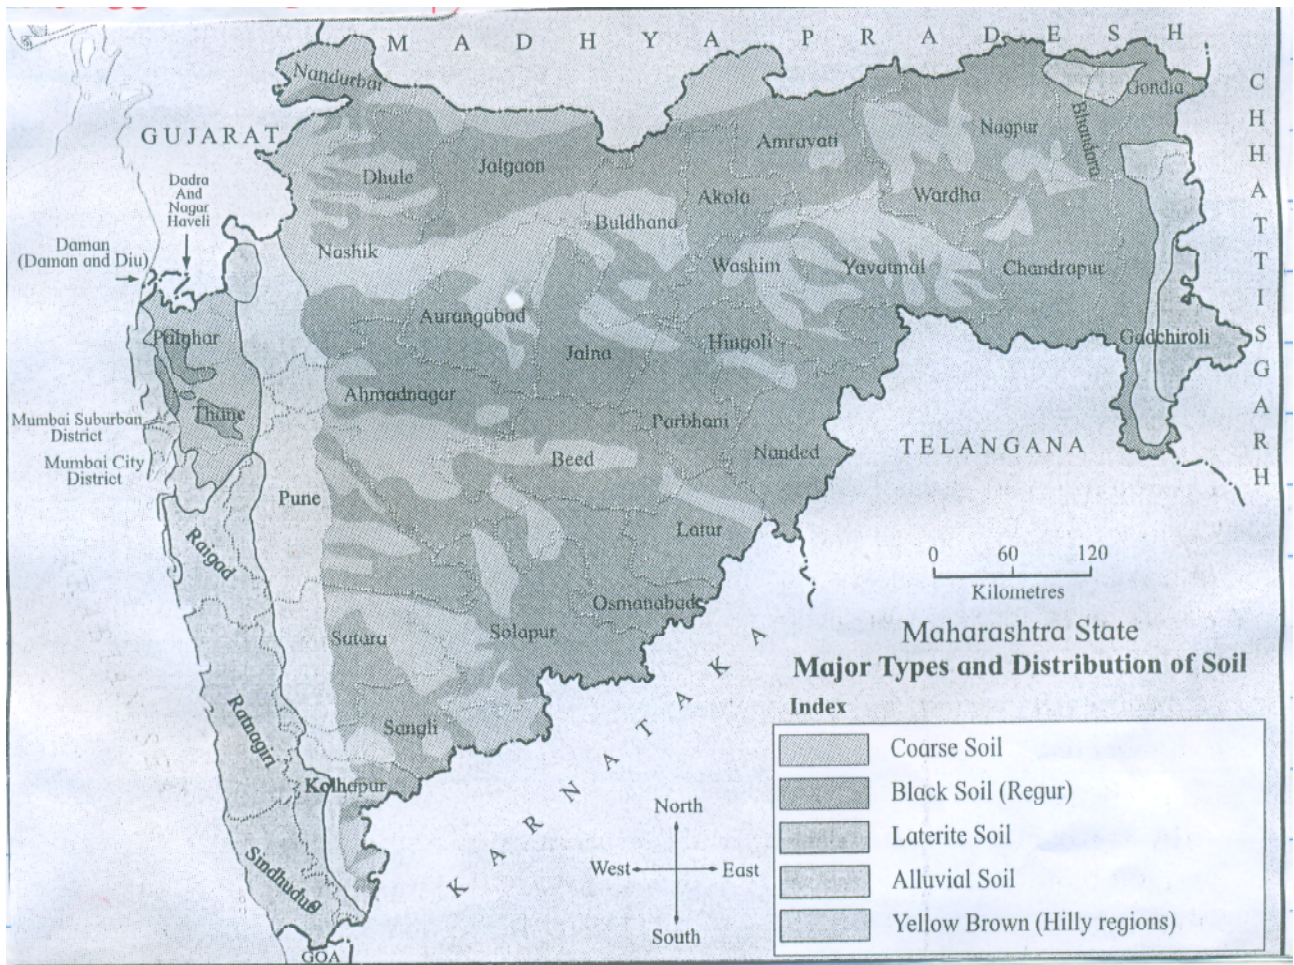 M A D H Y A P R A D E S H
Nandurbar
Gondia
CHHATTISGARH
GUJARAT
Nagpur
Bhandara
Amravati
Jalgaon
Dhule
Dadra
And
Nagar
Haveli
Akola
Wardha
Buldhana
Daman
(Daman and Diu)
Nashik
Washim
Yavatmal
Chandrapur
Aurangabad
Palghar
Jalna
Hingoli
Gadchiroli
Ahmadnagar
Thane
Mumbai Suburban
District
Parbhani
Mumbai City
District
Beed
Nanded
TELANGANA
Pune
Latur
Raigad
0 60 120
Kilometres
Osmanabad
Satara
Solapur
Maharashtra State
Major Types and Distribution of Soil
KARNATAKA
Ratnagiri
Sangli
Index
Coarse Soil
Kolhapur
Black Soil (Regur)
North
Laterite Soil
West East
Sindhudug
Alluvial Soil
Yellow Brown (Hilly regions)
South
GOA